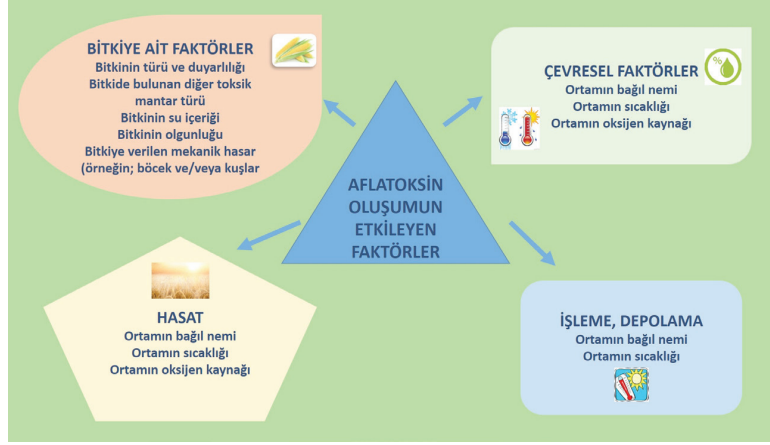 BİTKİYE AİT FAKTÖRLER
Bitkinin türü ve duyarlılığı
Bitkide bulunan diğer toksik
mantar türü
Bitkinin su içeriği
Bitkinin olgunluğu
Bitkiye verilen mekanik hasar
(örneğin; böcek ve/veya kuşlar
%
ÇEVRESEL FAKTÖRLER
Ortamın bağıl nemi
Ortamın sıcaklığı
Ortamın oksijen kaynağı
AFLATOKSİN
OLUŞUMUN
ETKİLEYEN
FAKTÖRLER
HASAT
Ortamın bağıl nemi
Ortamın sıcaklığı
Ortamın oksijen kaynağı
İŞLEME, DEPOLAMA
Ortamın bağıl nemi
Ortamın sıcaklığı